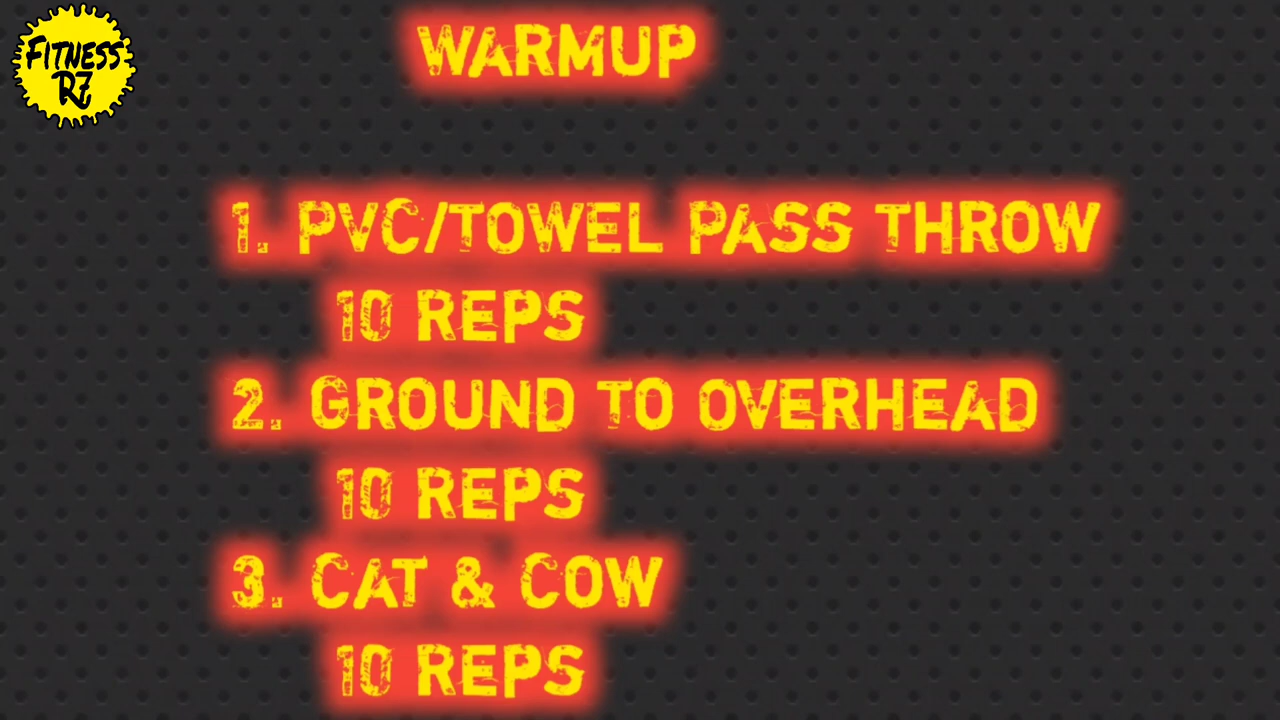 FITNESS
RZ
WARMUP
1. PVC/TOWEL PASS THROW
10 REPS
2. GROUND TO OVERHEAD
10 REPS
3. CAT & COW
10 REPS